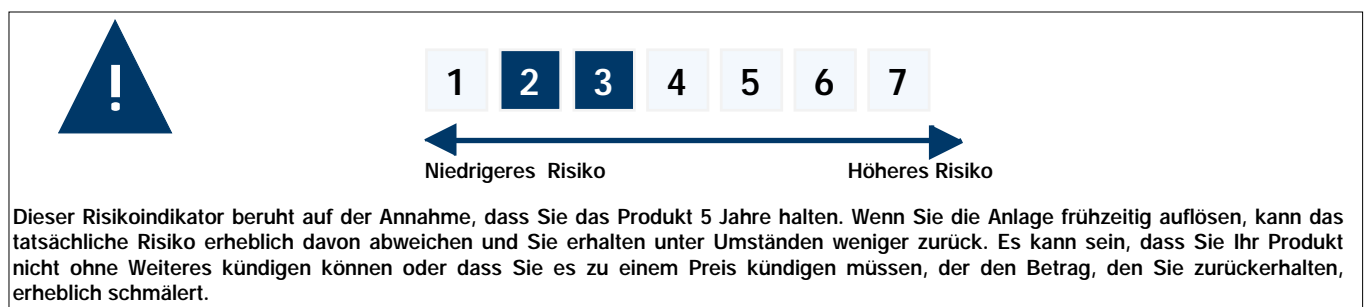 !
1 2 3 4 5 6 7
Niedrigeres Risiko Höheres Risiko
Dieser Risikoindikator beruht auf der Annahme, dass Sie das Produkt 5 Jahre halten. Wenn Sie die Anlage frühzeitig auflösen, kann das
tatsächliche Risiko erheblich davon abweichen und Sie erhalten unter Umständen weniger zurück. Es kann sein, dass Sie Ihr Produkt
nicht ohne Weiteres kündigen können oder dass Sie es zu einem Preis kündigen müssen, der den Betrag, den Sie zurückerhalten,
erheblich schmälert.